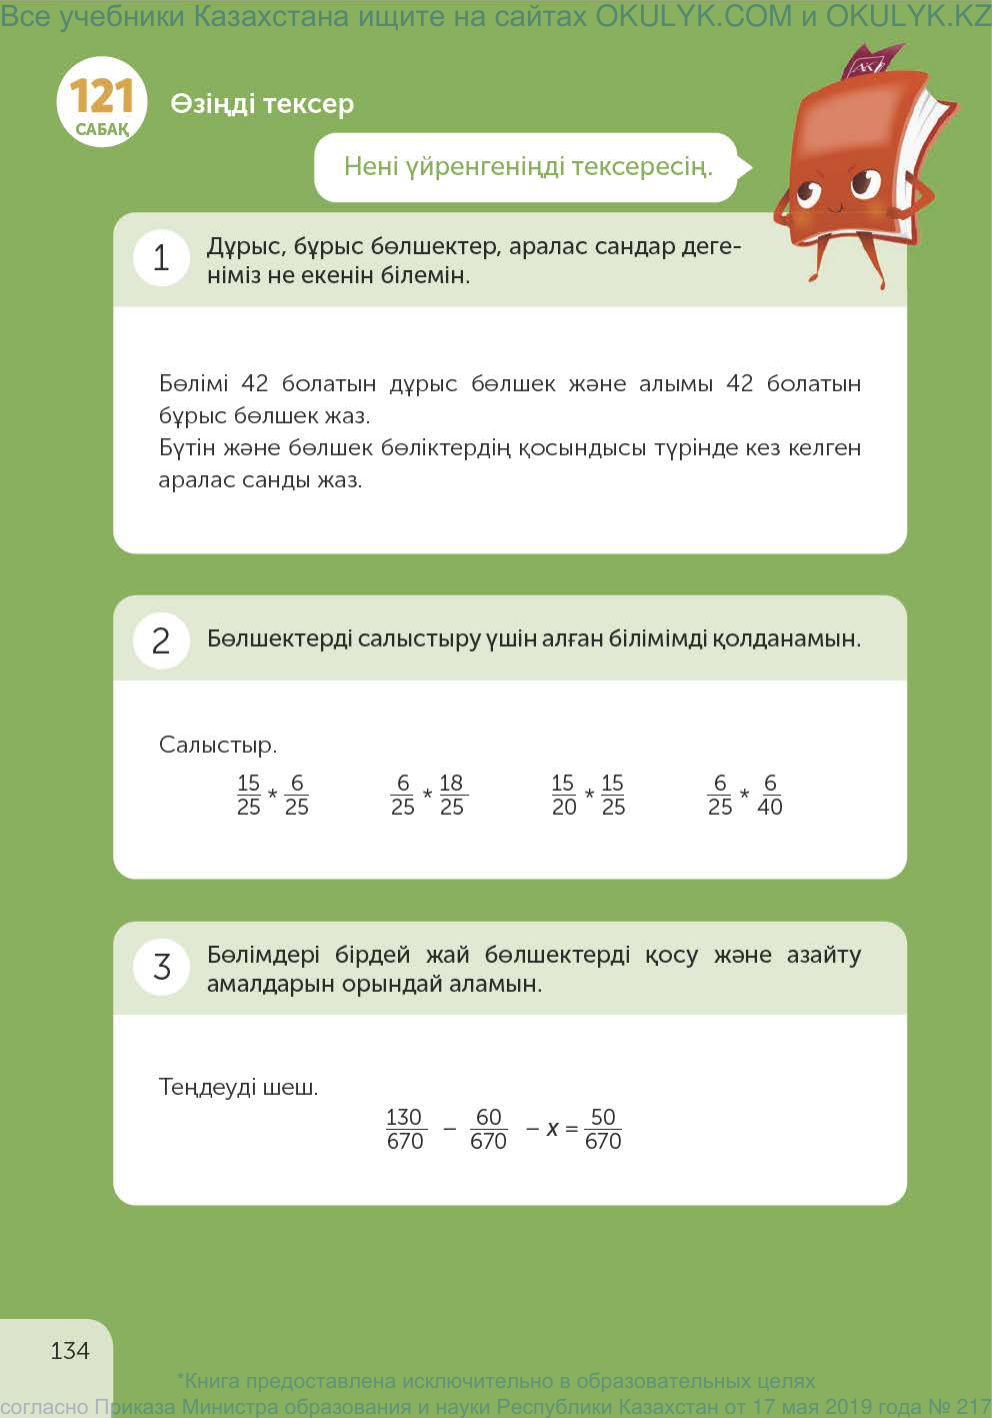 Все учебники Казахстана ищите на сайтах OKULYK.COM и OKULYK.KZ
121
САБАҚ
Өзіңді тексер
Нені үйренгеніңді тексересің.
1
Дұрыс, бұрыс бөлшектер, аралас сандар деге-
німіз не екенін білемін.
Бөлімі 42 болатын дұрыс бөлшек және алымы 42 болатын
бұрыс бөлшек жаз.
Бүтін және бөлшек бөліктердің қосындысы түрінде кез келген
аралас санды жаз.
2
Бөлшектерді салыстыру үшін алған білімімді қолданамын.
Салыстыр.
15/25 * 6/25 6/25 * 18/25 15/20 * 15/25 6/25 * 6/40
3
Бөлімдері бірдей жай бөлшектерді қосу және азайту
амалдарын орындай аламын.
Теңдеуді шеш.
130/670 – 60/670 – x = 50/670
134
*Книга предоставлена исключительно в образовательных целях
согласно Приказа Министра образования и науки Республики Казахстан от 17 мая 2019 года № 217